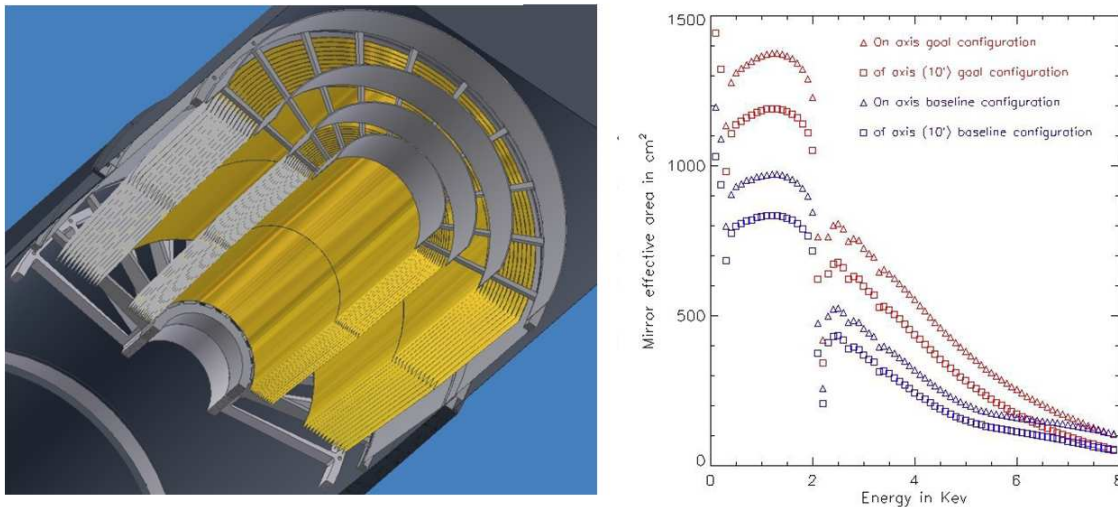 1500
1000
500
0
0
2
4
6
8
Mirror effective area in cm²
Energy in Kev
On axis goal configuration
of axis (10') goal configuration
On axis baseline configuration
of axis (10') baseline configuration